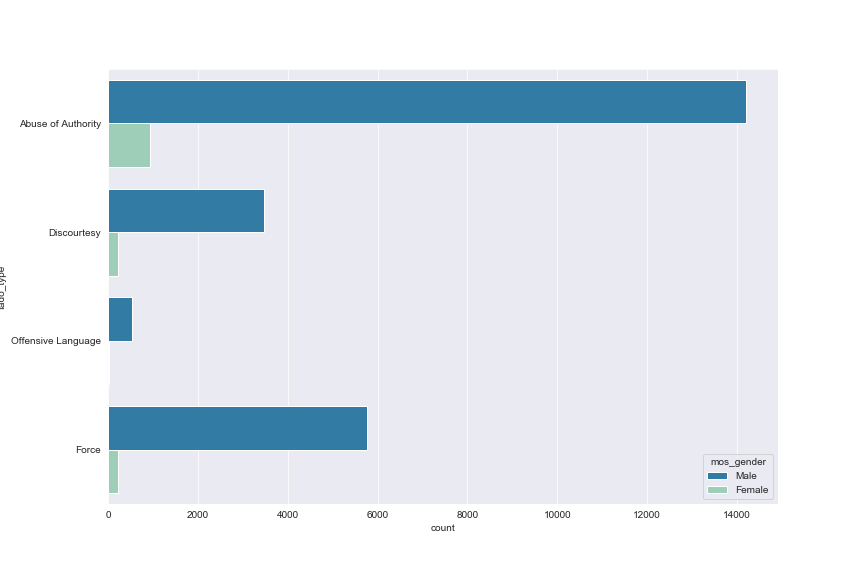 Abuse of Authority
Discourtesy
Offensive Language
Force
mos_gender
Male
Female
0 2000 4000 6000 8000 10000 12000 14000
count